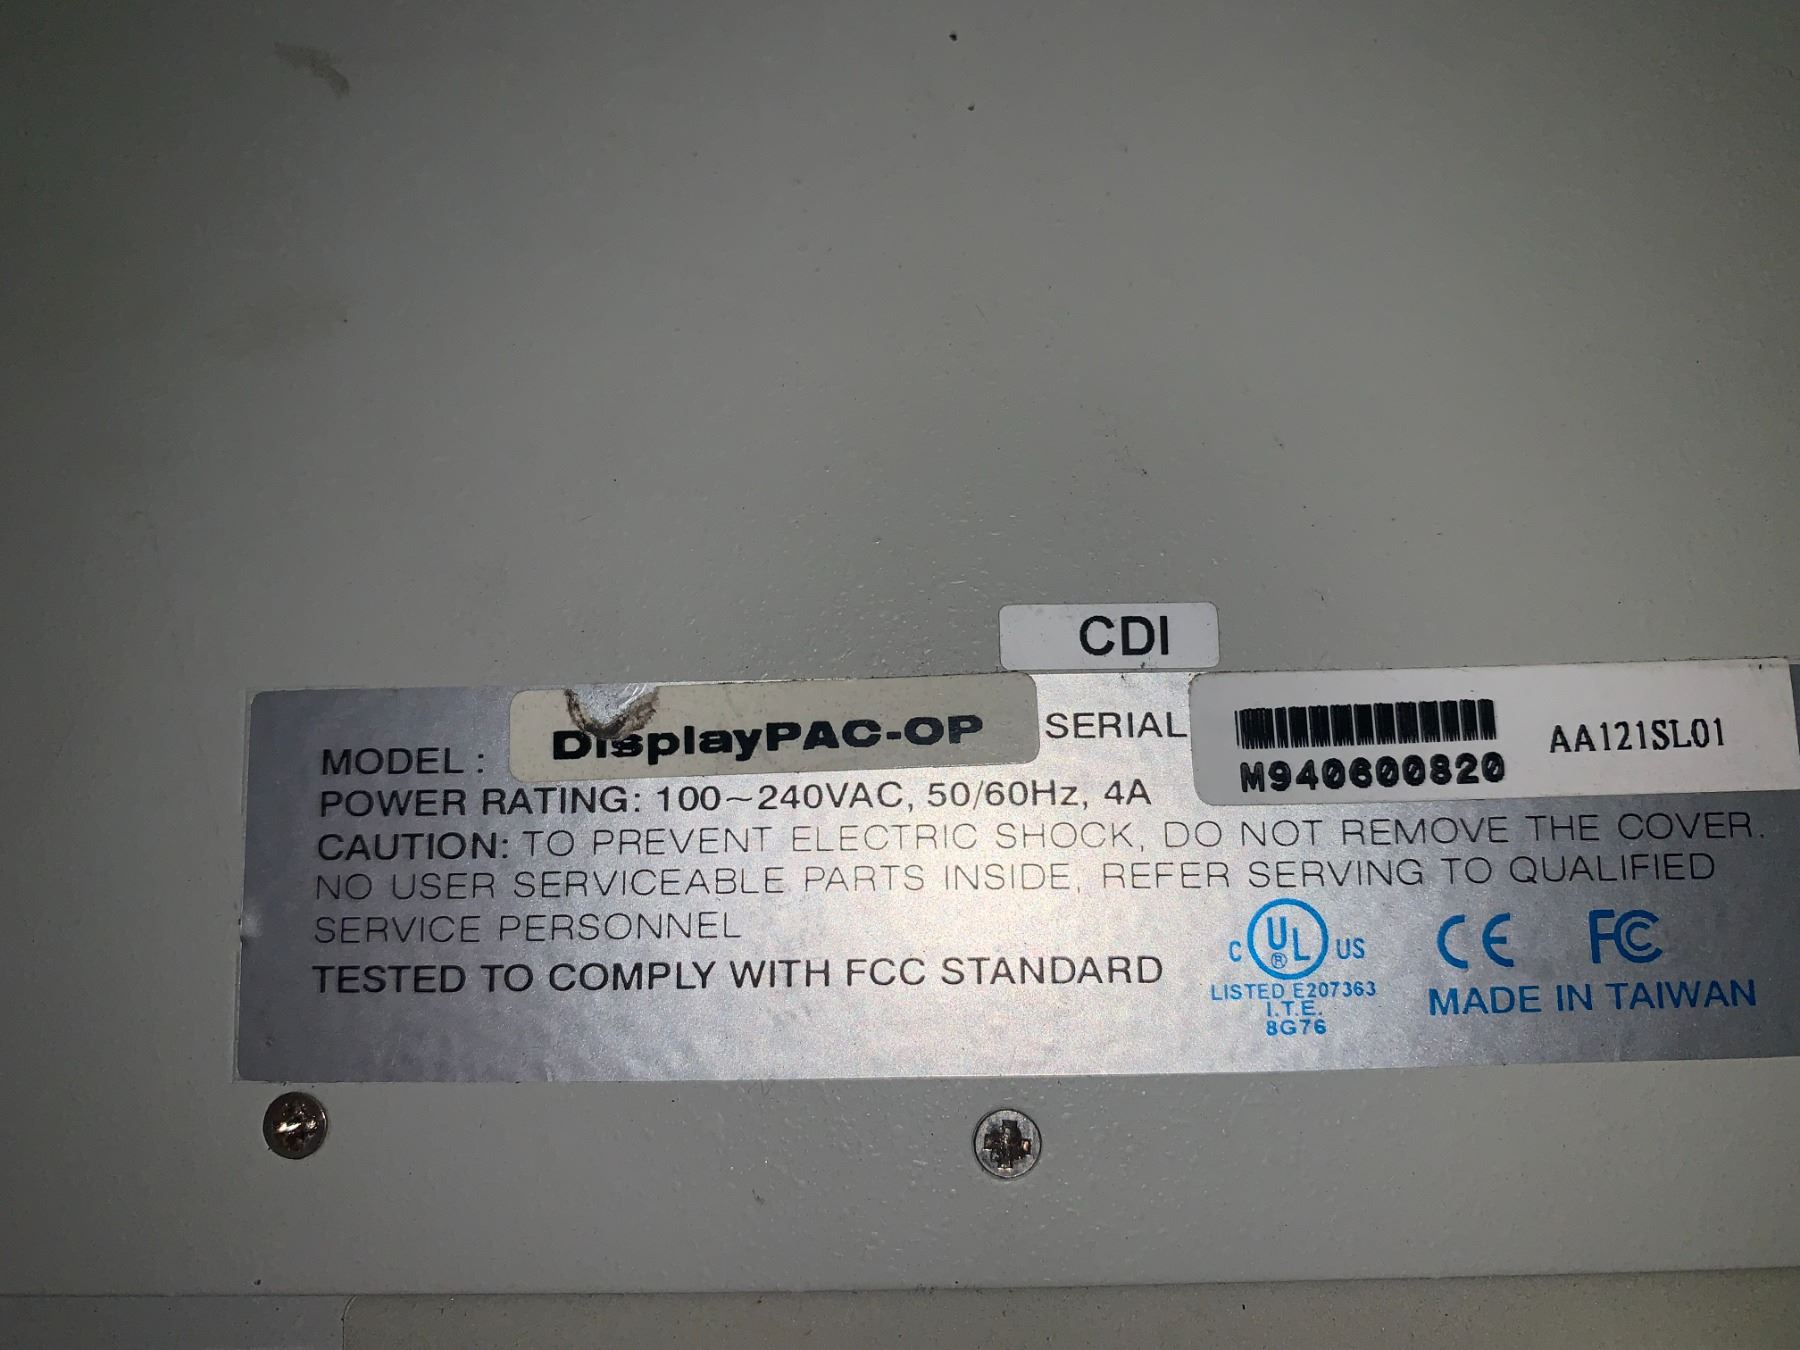 CDI
MODEL : DisplayPAC-OP SERIAL M940600820 AA121SL01
POWER RATING: 100~240VAC, 50/60Hz, 4A
CAUTION: TO PREVENT ELECTRIC SHOCK, DO NOT REMOVE THE COVER.
NO USER SERVICEABLE PARTS INSIDE, REFER SERVING TO QUALIFIED
SERVICE PERSONNEL
TESTED TO COMPLY WITH FCC STANDARD
C UL ® US
LISTED E207363
I.T.E.
8G76
CE FC
MADE IN TAIWAN